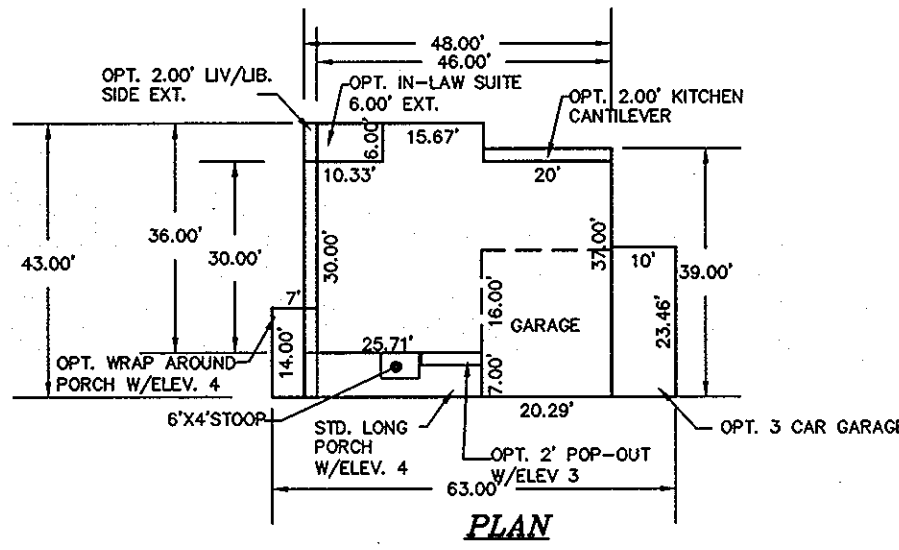 48.00'
46.00'
OPT. 2.00' LIV/LIB.
SIDE EXT.
OPT. IN-LAW SUITE
6.00' EXT.
OPT. 2.00' KITCHEN
CANTILEVER
6.00'
15.67'
10.33'
20'
43.00'
36.00'
30.00'
30.00'
37.00'
39.00'
10'
7'
16.00'
GARAGE
23.46'
14.00'
25.71'
7.00'
OPT. WRAP AROUND
PORCH W/ELEV. 4
6'X4'STOOP
20.29'
STD. LONG
PORCH
W/ELEV. 4
OPT. 2' POP-OUT
W/ELEV 3
OPT. 3 CAR GARAGE
63.00'
PLAN